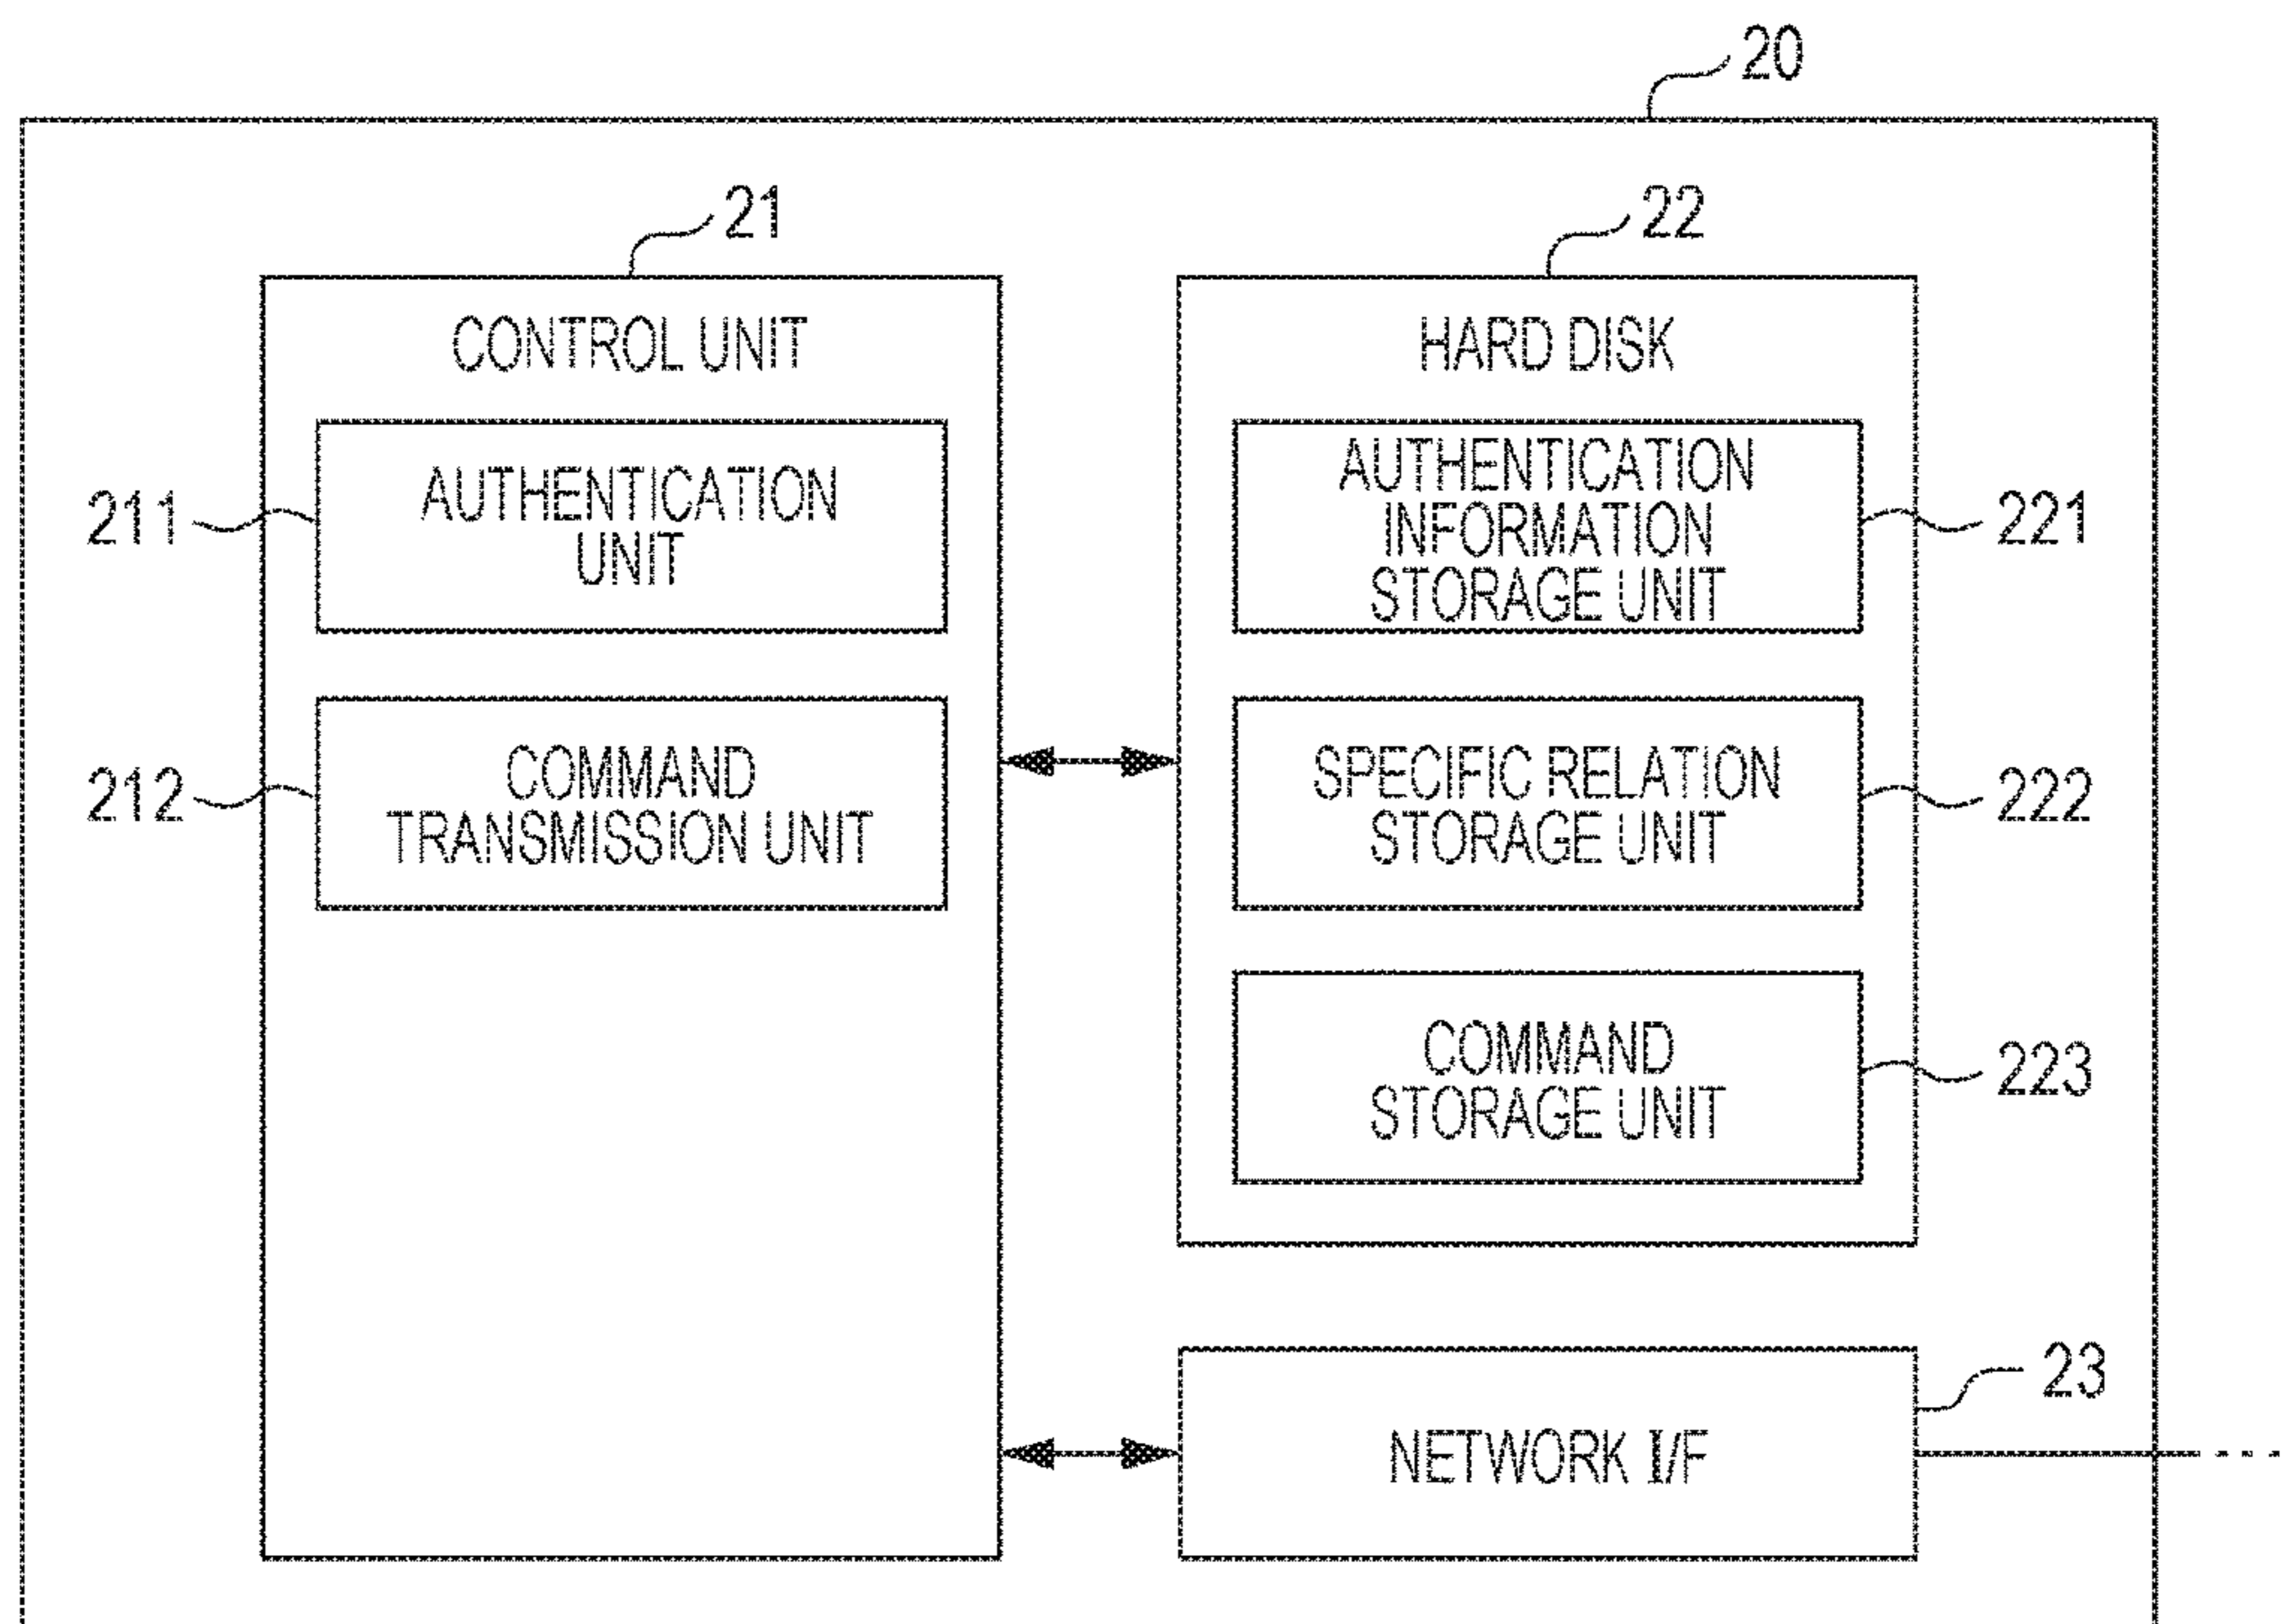 20
21
22
CONTROL UNIT
HARD DISK
211
AUTHENTICATION
UNIT
AUTHENTICATION
INFORMATION
STORAGE UNIT
221
212
COMMAND
TRANSMISSION UNIT
SPECIFIC RELATION
STORAGE UNIT
222
COMMAND
STORAGE UNIT
223
23
NETWORK I/F